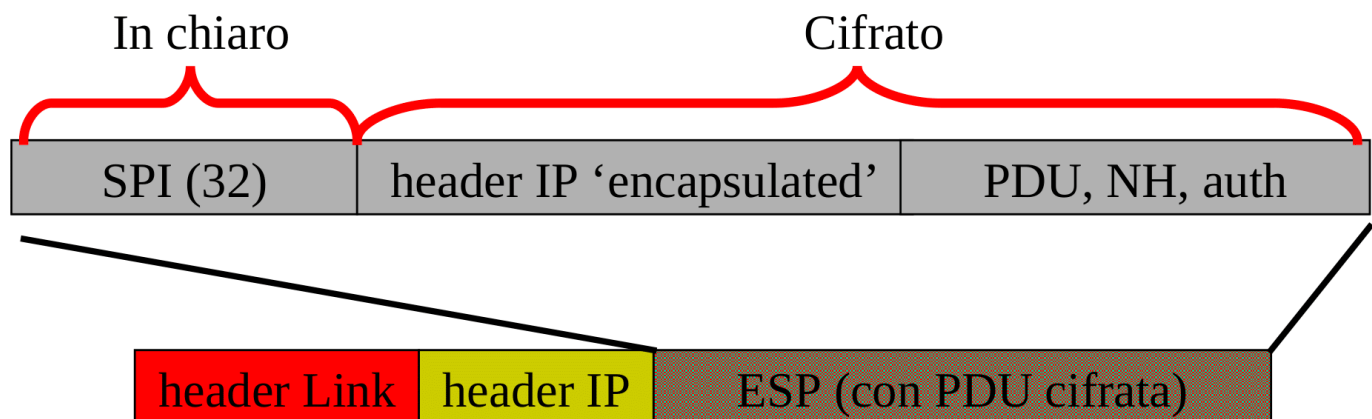 In chiaro
Cifrato
SPI (32)
header IP ‘encapsulated’
PDU, NH, auth
header Link
header IP
ESP (con PDU cifrata)